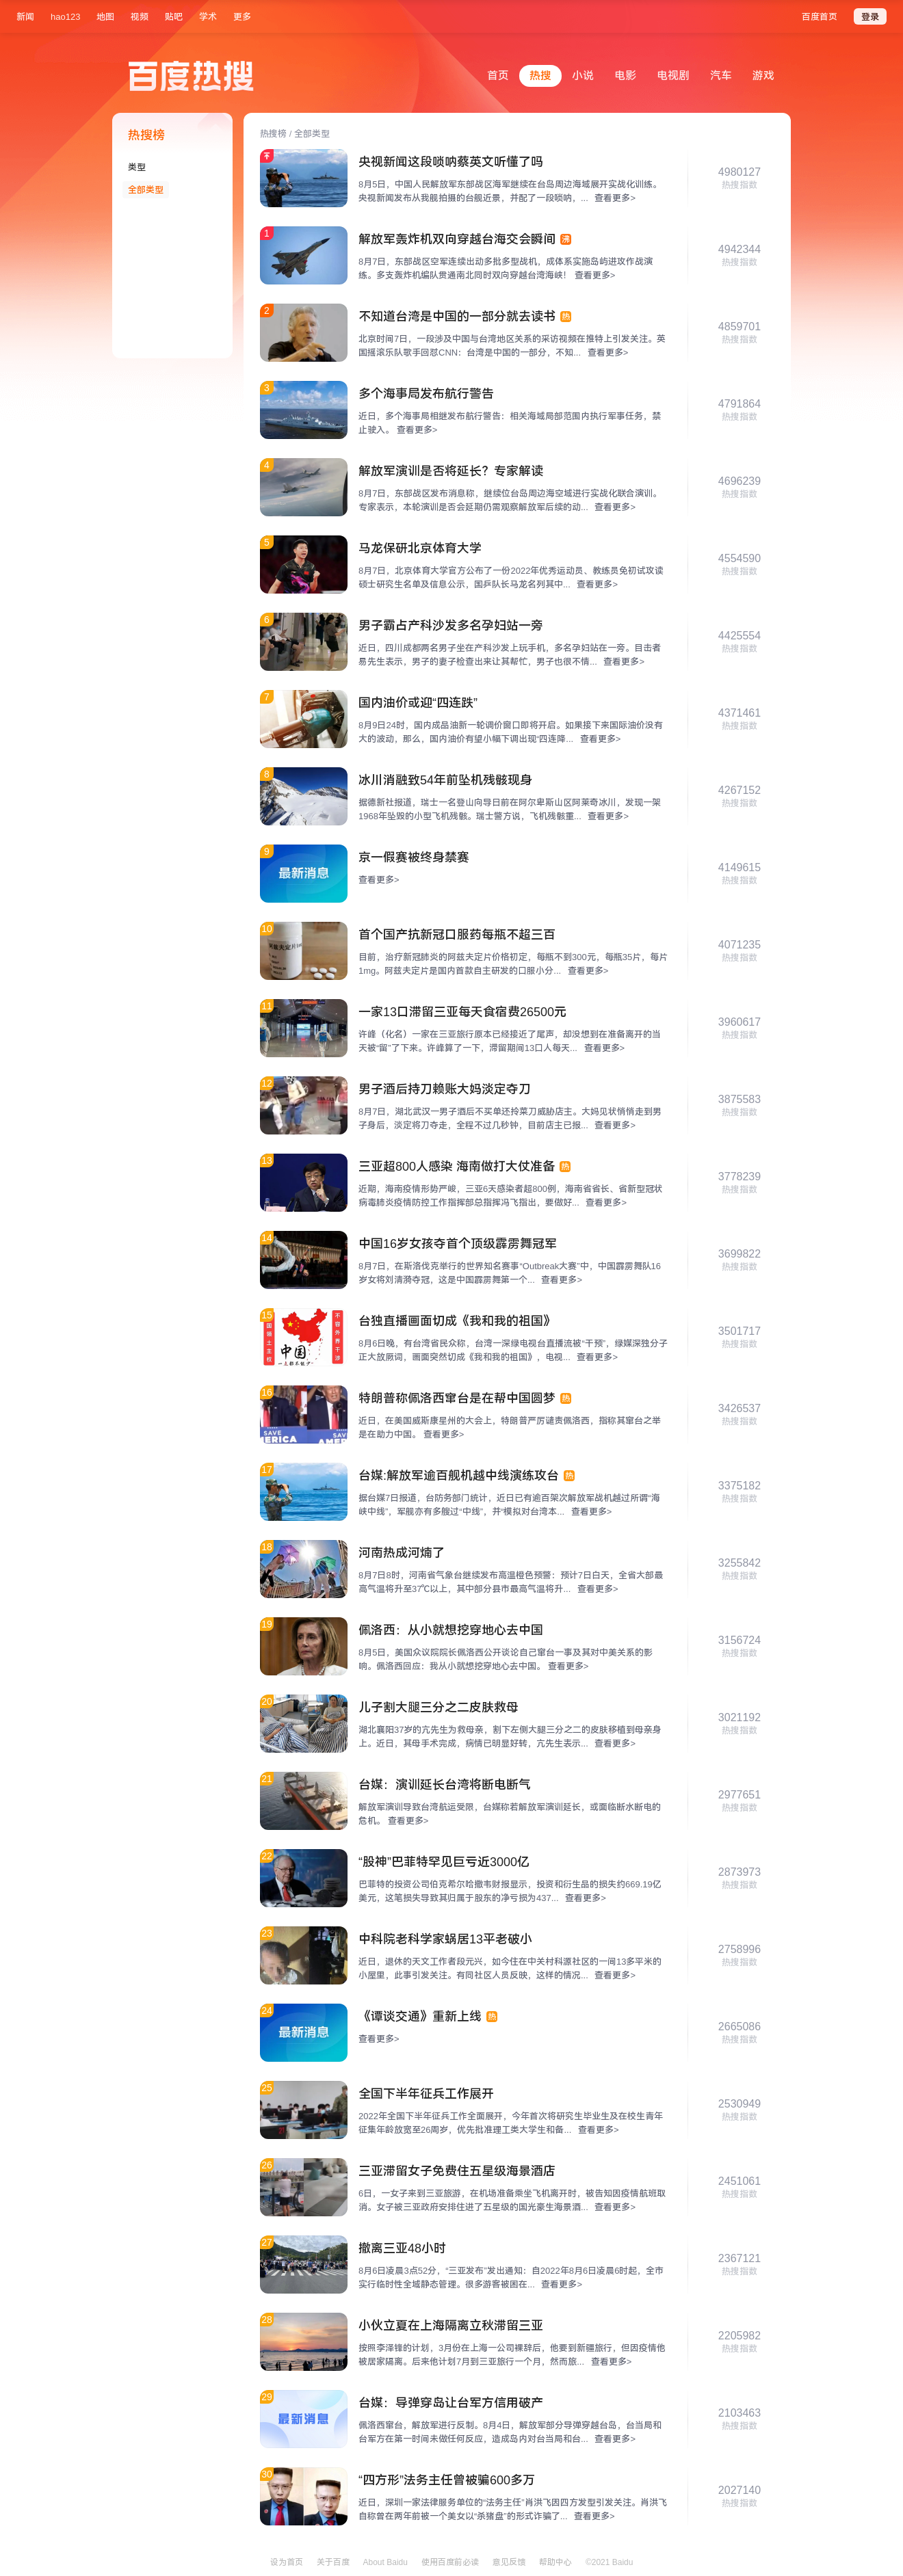 新闻 hao123 地图 视频 贴吧 学术 更多 百度首页 登录
百度热搜 首页 热搜 小说 电影 电视剧 汽车 游戏
热搜榜
类型
全部类型
热搜榜 / 全部类型
央视新闻这段唢呐蔡英文听懂了吗
8月5日，中国人民解放军东部战区海军继续在台岛周边海域展开实战化训练。
央视新闻发布从我舰拍摄的台舰近景，并配了一段唢呐，... 查看更多>
4980127
热搜指数
1
解放军轰炸机双向穿越台海交会瞬间 沸
8月7日，东部战区空军连续出动多批多型战机，成体系实施岛屿进攻作战演
练。多支轰炸机编队贯通南北同时双向穿越台湾海峡！ 查看更多>
4942344
热搜指数
2
不知道台湾是中国的一部分就去读书 热
北京时间7日，一段涉及中国与台湾地区关系的采访视频在推特上引发关注。英
国摇滚乐队歌手回怼CNN：台湾是中国的一部分，不知... 查看更多>
4859701
热搜指数
3
多个海事局发布航行警告
近日，多个海事局相继发布航行警告：相关海域局部范围内执行军事任务，禁
止驶入。 查看更多>
4791864
热搜指数
4
解放军演训是否将延长？专家解读
8月7日，东部战区发布消息称，继续位台岛周边海空域进行实战化联合演训。
专家表示，本轮演训是否会延期仍需观察解放军后续的动... 查看更多>
4696239
热搜指数
5
马龙保研北京体育大学
8月7日，北京体育大学官方公布了一份2022年优秀运动员、教练员免初试攻读
硕士研究生名单及信息公示，国乒队长马龙名列其中... 查看更多>
4554590
热搜指数
6
男子霸占产科沙发多名孕妇站一旁
近日，四川成都两名男子坐在产科沙发上玩手机，多名孕妇站在一旁。目击者
易先生表示，男子的妻子检查出来让其帮忙，男子也很不情... 查看更多>
4425554
热搜指数
7
国内油价或迎“四连跌”
8月9日24时，国内成品油新一轮调价窗口即将开启。如果接下来国际油价没有
大的波动，那么，国内油价有望小幅下调出现“四连降... 查看更多>
4371461
热搜指数
8
冰川消融致54年前坠机残骸现身
据德新社报道，瑞士一名登山向导日前在阿尔卑斯山区阿莱奇冰川，发现一架
1968年坠毁的小型飞机残骸。瑞士警方说，飞机残骸重... 查看更多>
4267152
热搜指数
9
最新消息
京一假赛被终身禁赛
查看更多>
4149615
热搜指数
10
首个国产抗新冠口服药每瓶不超三百
目前，治疗新冠肺炎的阿兹夫定片价格初定，每瓶不到300元，每瓶35片，每片
1mg。阿兹夫定片是国内首款自主研发的口服小分... 查看更多>
4071235
热搜指数
11
一家13口滞留三亚每天食宿费26500元
许峰（化名）一家在三亚旅行原本已经接近了尾声，却没想到在准备离开的当
天被“留”了下来。许峰算了一下，滞留期间13口人每天... 查看更多>
3960617
热搜指数
12
男子酒后持刀赖账大妈淡定夺刀
8月7日，湖北武汉一男子酒后不买单还拎菜刀威胁店主。大妈见状悄悄走到男
子身后，淡定将刀夺走，全程不过几秒钟，目前店主已报... 查看更多>
3875583
热搜指数
13
三亚超800人感染 海南做打大仗准备 热
近期，海南疫情形势严峻，三亚6天感染者超800例，海南省省长、省新型冠状
病毒肺炎疫情防控工作指挥部总指挥冯飞指出，要做好... 查看更多>
3778239
热搜指数
14
中国16岁女孩夺首个顶级霹雳舞冠军
8月7日，在斯洛伐克举行的世界知名赛事“Outbreak大赛”中，中国霹雳舞队16
岁女将刘清漪夺冠，这是中国霹雳舞第一个... 查看更多>
3699822
热搜指数
15
中国
一点都不能少
台独直播画面切成《我和我的祖国》
8月6日晚，有台湾省民众称，台湾一深绿电视台直播流被“干预”，绿媒深独分子
正大放厥词，画面突然切成《我和我的祖国》，电视... 查看更多>
3501717
热搜指数
16
特朗普称佩洛西窜台是在帮中国圆梦 热
近日，在美国威斯康星州的大会上，特朗普严厉谴责佩洛西，指称其窜台之举
是在助力中国。 查看更多>
3426537
热搜指数
17
台媒:解放军逾百舰机越中线演练攻台 热
据台媒7日报道，台防务部门统计，近日已有逾百架次解放军战机越过所谓“海
峡中线”，军舰亦有多艘过“中线”，并“模拟对台湾本... 查看更多>
3375182
热搜指数
18
河南热成河㶽了
8月7日8时，河南省气象台继续发布高温橙色预警：预计7日白天，全省大部最
高气温将升至37℃以上，其中部分县市最高气温将升... 查看更多>
3255842
热搜指数
19
佩洛西：从小就想挖穿地心去中国
8月5日，美国众议院院长佩洛西公开谈论自己窜台一事及其对中美关系的影
响。佩洛西回应：我从小就想挖穿地心去中国。 查看更多>
3156724
热搜指数
20
儿子割大腿三分之二皮肤救母
湖北襄阳37岁的亢先生为救母亲，割下左侧大腿三分之二的皮肤移植到母亲身
上。近日，其母手术完成，病情已明显好转，亢先生表示... 查看更多>
3021192
热搜指数
21
台媒：演训延长台湾将断电断气
解放军演训导致台湾航运受限，台媒称若解放军演训延长，或面临断水断电的
危机。 查看更多>
2977651
热搜指数
22
“股神”巴菲特罕见巨亏近3000亿
巴菲特的投资公司伯克希尔哈撒韦财报显示，投资和衍生品的损失约669.19亿
美元，这笔损失导致其归属于股东的净亏损为437... 查看更多>
2873973
热搜指数
23
中科院老科学家蜗居13平老破小
近日，退休的天文工作者段元兴，如今住在中关村科源社区的一间13多平米的
小屋里，此事引发关注。有同社区人员反映，这样的情况... 查看更多>
2758996
热搜指数
24
最新消息
《谭谈交通》重新上线 热
查看更多>
2665086
热搜指数
25
全国下半年征兵工作展开
2022年全国下半年征兵工作全面展开，今年首次将研究生毕业生及在校生青年
征集年龄放宽至26周岁，优先批准理工类大学生和备... 查看更多>
2530949
热搜指数
26
三亚滞留女子免费住五星级海景酒店
6日，一女子来到三亚旅游，在机场准备乘坐飞机离开时，被告知因疫情航班取
消。女子被三亚政府安排住进了五星级的国光豪生海景酒... 查看更多>
2451061
热搜指数
27
撤离三亚48小时
8月6日凌晨3点52分，“三亚发布”发出通知：自2022年8月6日凌晨6时起，全市
实行临时性全域静态管理。很多游客被困在... 查看更多>
2367121
热搜指数
28
小伙立夏在上海隔离立秋滞留三亚
按照李泽锋的计划，3月份在上海一公司裸辞后，他要到新疆旅行，但因疫情他
被居家隔离。后来他计划7月到三亚旅行一个月，然而旅... 查看更多>
2205982
热搜指数
29
最新消息
台媒：导弹穿岛让台军方信用破产
佩洛西窜台，解放军进行反制。8月4日，解放军部分导弹穿越台岛，台当局和
台军方在第一时间未做任何反应，造成岛内对台当局和台... 查看更多>
2103463
热搜指数
30
“四方形”法务主任曾被骗600多万
近日，深圳一家法律服务单位的“法务主任”肖洪飞因四方发型引发关注。肖洪飞
自称曾在两年前被一个美女以“杀猪盘”的形式诈骗了... 查看更多>
2027140
热搜指数
设为首页 关于百度 About Baidu 使用百度前必读 意见反馈 帮助中心 ©2021 Baidu